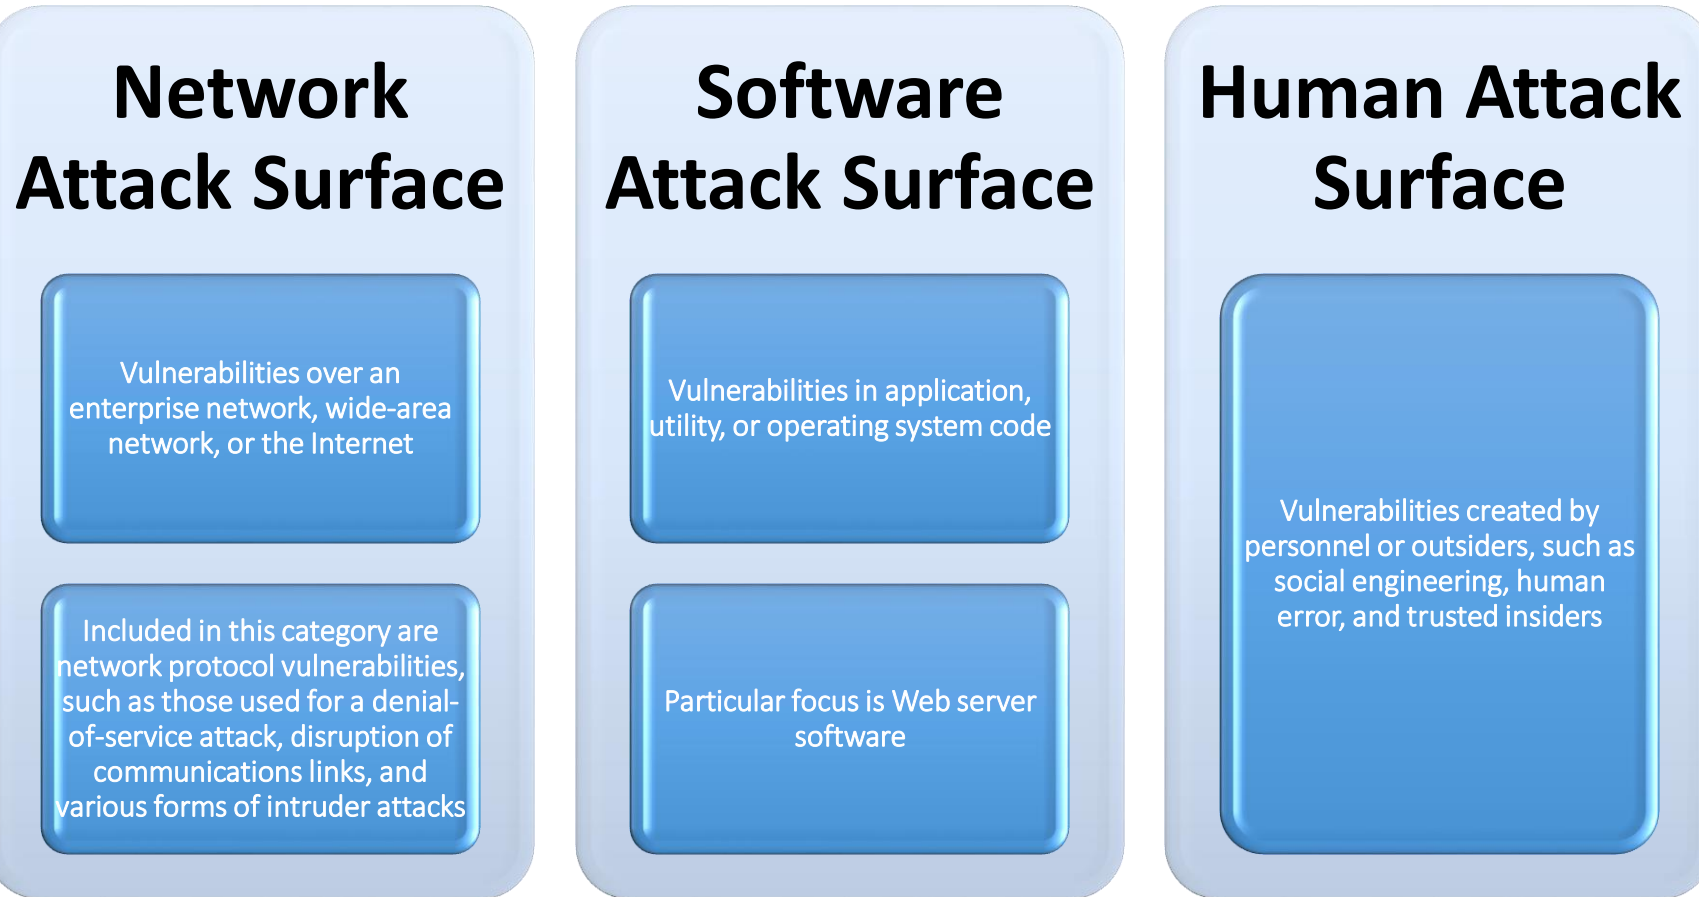 Network
Attack Surface
Vulnerabilities over an
enterprise network, wide-area
network, or the Internet
Included in this category are
network protocol vulnerabilities,
such as those used for a denial-
of-service attack, disruption of
communications links, and
various forms of intruder attacks
Software
Attack Surface
Vulnerabilities in application,
utility, or operating system code
Particular focus is Web server
software
Human Attack
Surface
Vulnerabilities created by
personnel or outsiders, such as
social engineering, human
error, and trusted insiders